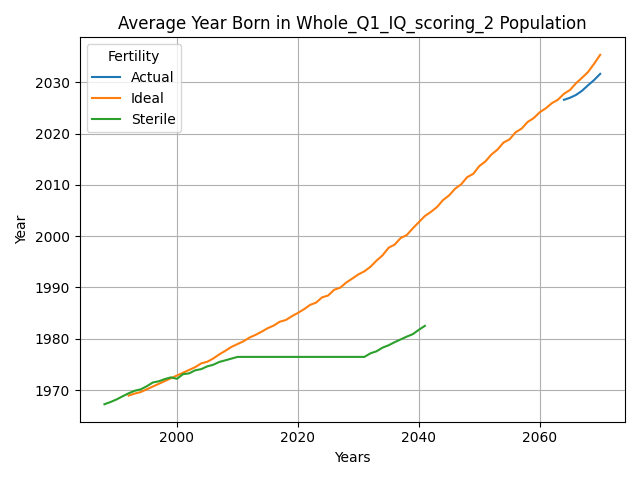 Average Year Born in Whole_Q1_IQ_scoring_2 Population
Fertility
Actual
Ideal
Sterile
2030
2020
2010
2000
1990
1980
1970
Year
2000
2020
2040
2060
Years